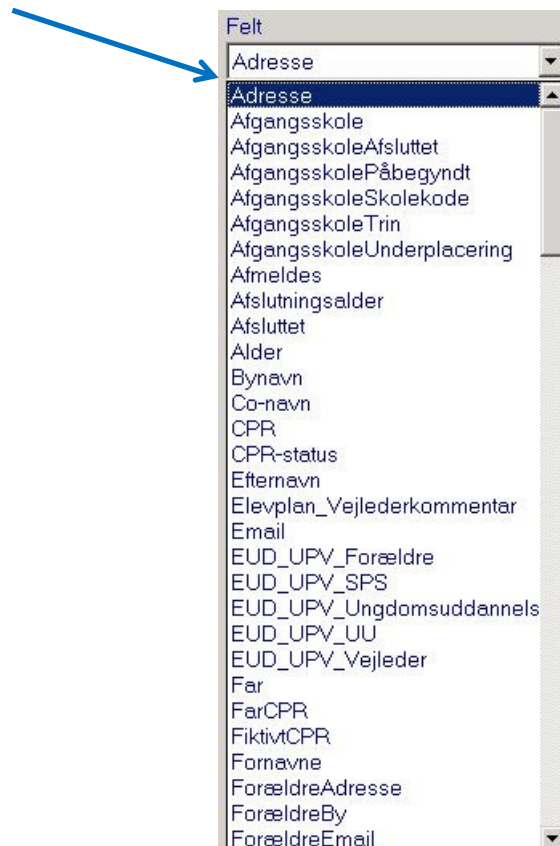 Felt
Adresse
Adresse
Afgangsskole
AfgangsskoleAfsluttet
AfgangsskolePåbegyndt
AfgangsskoleSkolekode
AfgangsskoleTrin
AfgangsskoleUnderplacering
Afmeldes
Afslutningsalder
Afsluttet
Alder
Bynavn
Co-navn
CPR
CPR-status
Efternavn
Elevplan_Vejlederkommentar
Email
EUD_UPV_Forældre
EUD_UPV_SPS
EUD_UPV_Ungdomsuddannels
EUD_UPV_UU
EUD_UPV_Vejleder
Far
FarCPR
FiktivtCPR
Fornavne
ForældreAdresse
ForældreBy
ForældreEmail